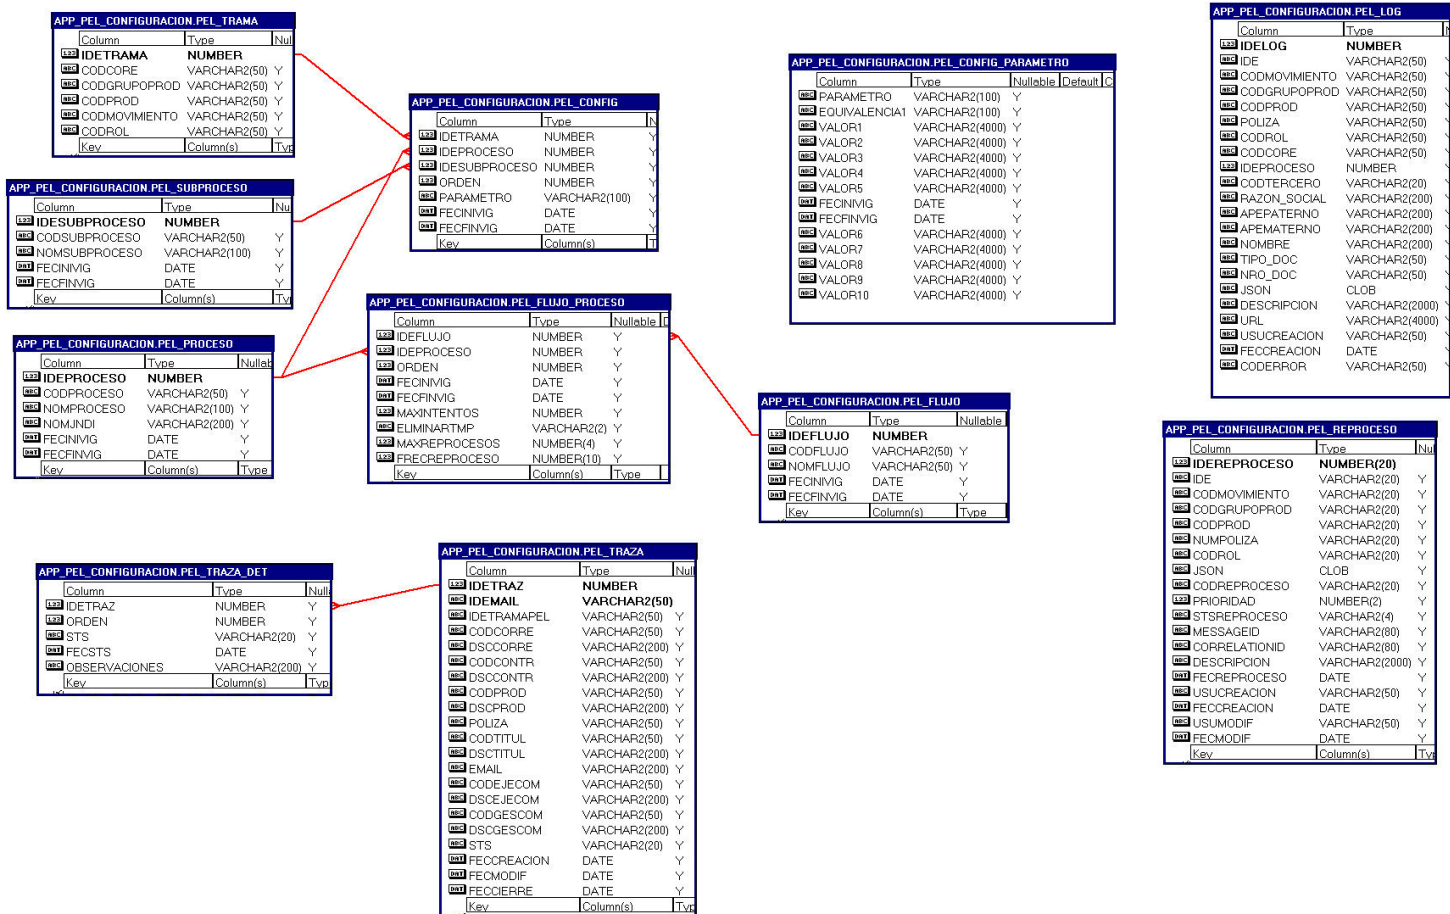 APP_PEL_CONFIGURACION.PEL_TRAMA
Column Type Nul
IDETRAMA NUMBER
CODCORE VARCHAR2(50) Y
CODGRUPOPROD VARCHAR2(50) Y
CODPROD VARCHAR2(50) Y
CODMOVIMIENTO VARCHAR2(50) Y
CODROL VARCHAR2(50) Y
Key Column(s) Typ
APP_PEL_CONFIGURACION.PEL_SUBPROCESO
Column Type Nu
IDESUBPROCESO NUMBER
CODSUBPROCESO VARCHAR2(50) Y
NOMSUBPROCESO VARCHAR2(100) Y
FECINIVIG DATE Y
FECFINVIG DATE Y
Key Column(s) Ty
APP_PEL_CONFIGURACION.PEL_PROCESO
Column Type Nullab
IDEPROCESO NUMBER
CODPROCESO VARCHAR2(50) Y
NOMPROCESO VARCHAR2(100) Y
NOMJNDI VARCHAR2(200) Y
FECINIVIG DATE Y
FECFINVIG DATE Y
Key Column(s) Type
APP_PEL_CONFIGURACION.PEL_CONFIG
Column Type N
IDETRAMA NUMBER Y
IDEPROCESO NUMBER Y
IDESUBPROCESO NUMBER Y
ORDEN NUMBER Y
PARAMETRO VARCHAR2(100) Y
FECINIVIG DATE Y
FECFINVIG DATE Y
Key Column(s) T
APP_PEL_CONFIGURACION.PEL_FLUJO_PROCESO
Column Type Nullable D
IDEFLUJO NUMBER Y
IDEPROCESO NUMBER Y
ORDEN NUMBER Y
FECINIVIG DATE Y
FECFINVIG DATE Y
MAXINTENTOS NUMBER Y
ELIMINARTMP VARCHAR2(2) Y
MAXREPROCESOS NUMBER(4) Y
FRECREPROCESO NUMBER(10) Y
Key Column(s) Type
APP_PEL_CONFIGURACION.PEL_CONFIG_PARAMETRO
Column Type Nullable Default C
PARAMETRO VARCHAR2(100) Y
EQUIVALENCIA1 VARCHAR2(100) Y
VALOR1 VARCHAR2(4000) Y
VALOR2 VARCHAR2(4000) Y
VALOR3 VARCHAR2(4000) Y
VALOR4 VARCHAR2(4000) Y
VALOR5 VARCHAR2(4000) Y
FECINIVIG DATE Y
FECFINVIG DATE Y
VALOR6 VARCHAR2(4000) Y
VALOR7 VARCHAR2(4000) Y
VALOR8 VARCHAR2(4000) Y
VALOR9 VARCHAR2(4000) Y
VALOR10 VARCHAR2(4000) Y
APP_PEL_CONFIGURACION.PEL_FLUJO
Column Type Nullable
IDEFLUJO NUMBER
CODFLUJO VARCHAR2(50) Y
NOMFLUJO VARCHAR2(50) Y
FECINIVIG DATE Y
FECFINVIG DATE Y
Key Column(s) Type
APP_PEL_CONFIGURACION.PEL_LOG
Column Type
IDELOG NUMBER
IDE VARCHAR2(50)
CODMOVIMIENTO VARCHAR2(50)
CODGRUPOPROD VARCHAR2(50)
CODPROD VARCHAR2(50)
POLIZA VARCHAR2(50)
CODROL VARCHAR2(50)
CODCORE VARCHAR2(50)
IDEPROCESO NUMBER
CODTERCERO VARCHAR2(20)
RAZON_SOCIAL VARCHAR2(200)
APEPATERNO VARCHAR2(200)
APEMATERNO VARCHAR2(200)
NOMBRE VARCHAR2(200)
TIPO_DOC VARCHAR2(50)
NRO_DOC VARCHAR2(50)
JSON CLOB
DESCRIPCION VARCHAR2(2000)
URL VARCHAR2(4000)
USUCREACION VARCHAR2(50)
FECCREACION DATE
CODERROR VARCHAR2(50)
APP_PEL_CONFIGURACION.PEL_REPROCESO
Column Type Nul
IDEREPROCESO NUMBER(20)
IDE VARCHAR2(20) Y
CODMOVIMIENTO VARCHAR2(20) Y
CODGRUPOPROD VARCHAR2(20) Y
CODPROD VARCHAR2(20) Y
NUMPOLIZA VARCHAR2(20) Y
CODROL VARCHAR2(20) Y
JSON CLOB Y
CODREPROCESO VARCHAR2(20) Y
PRIORIDAD NUMBER(2) Y
STSREPROCESO VARCHAR2(4) Y
MESSAGEID VARCHAR2(80) Y
CORRELATIONID VARCHAR2(80) Y
DESCRIPCION VARCHAR2(2000) Y
FECREPROCESO DATE Y
USUCREACION VARCHAR2(50) Y
FECCREACION DATE Y
USUMODIF VARCHAR2(50) Y
FECMODIF DATE Y
Key Column(s) Ty
APP_PEL_CONFIGURACION.PEL_TRAZA_DET
Column Type Nulla
IDETRAZ NUMBER Y
ORDEN NUMBER Y
STS VARCHAR2(20) Y
FECSTS DATE Y
OBSERVACIONES VARCHAR2(200) Y
Key Column(s) Typ
APP_PEL_CONFIGURACION.PEL_TRAZA
Column Type Null
IDETRAZ NUMBER
IDEMAIL VARCHAR2(50)
IDETRAMAPEL VARCHAR2(50) Y
CODCORRE VARCHAR2(50) Y
DSCCORRE VARCHAR2(200) Y
CODCONTR VARCHAR2(50) Y
DSCCONTR VARCHAR2(200) Y
CODPROD VARCHAR2(50) Y
DSCPROD VARCHAR2(200) Y
POLIZA VARCHAR2(50) Y
CODTITUL VARCHAR2(50) Y
DSCTITUL VARCHAR2(200) Y
EMAIL VARCHAR2(200) Y
CODEJECOM VARCHAR2(50) Y
DSCEJECOM VARCHAR2(200) Y
CODGESCOM VARCHAR2(50) Y
DSCGESCOM VARCHAR2(200) Y
STS VARCHAR2(20) Y
FECCREACION DATE Y
FECMODIF DATE Y
FECCIERRE DATE Y
Key Column(s) Typ